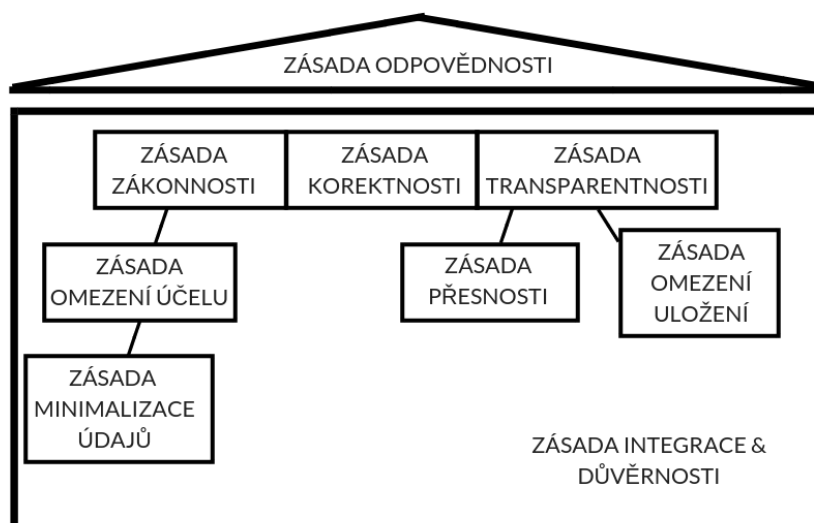 ZÁSADA ODPOVĚDNOSTI
ZÁSADA
ZÁKONNOSTI
ZÁSADA
KOREKTNOSTI
ZÁSADA
TRANSPARENTNOSTI
ZÁSADA
OMEZENÍ ÚČELU
ZÁSADA
PŘESNOSTI
ZÁSADA
OMEZENÍ
ULOŽENÍ
ZÁSADA
MINIMALIZACE
ÚDAJŮ
ZÁSADA INTEGRACE &
DŮVĚRNOSTI